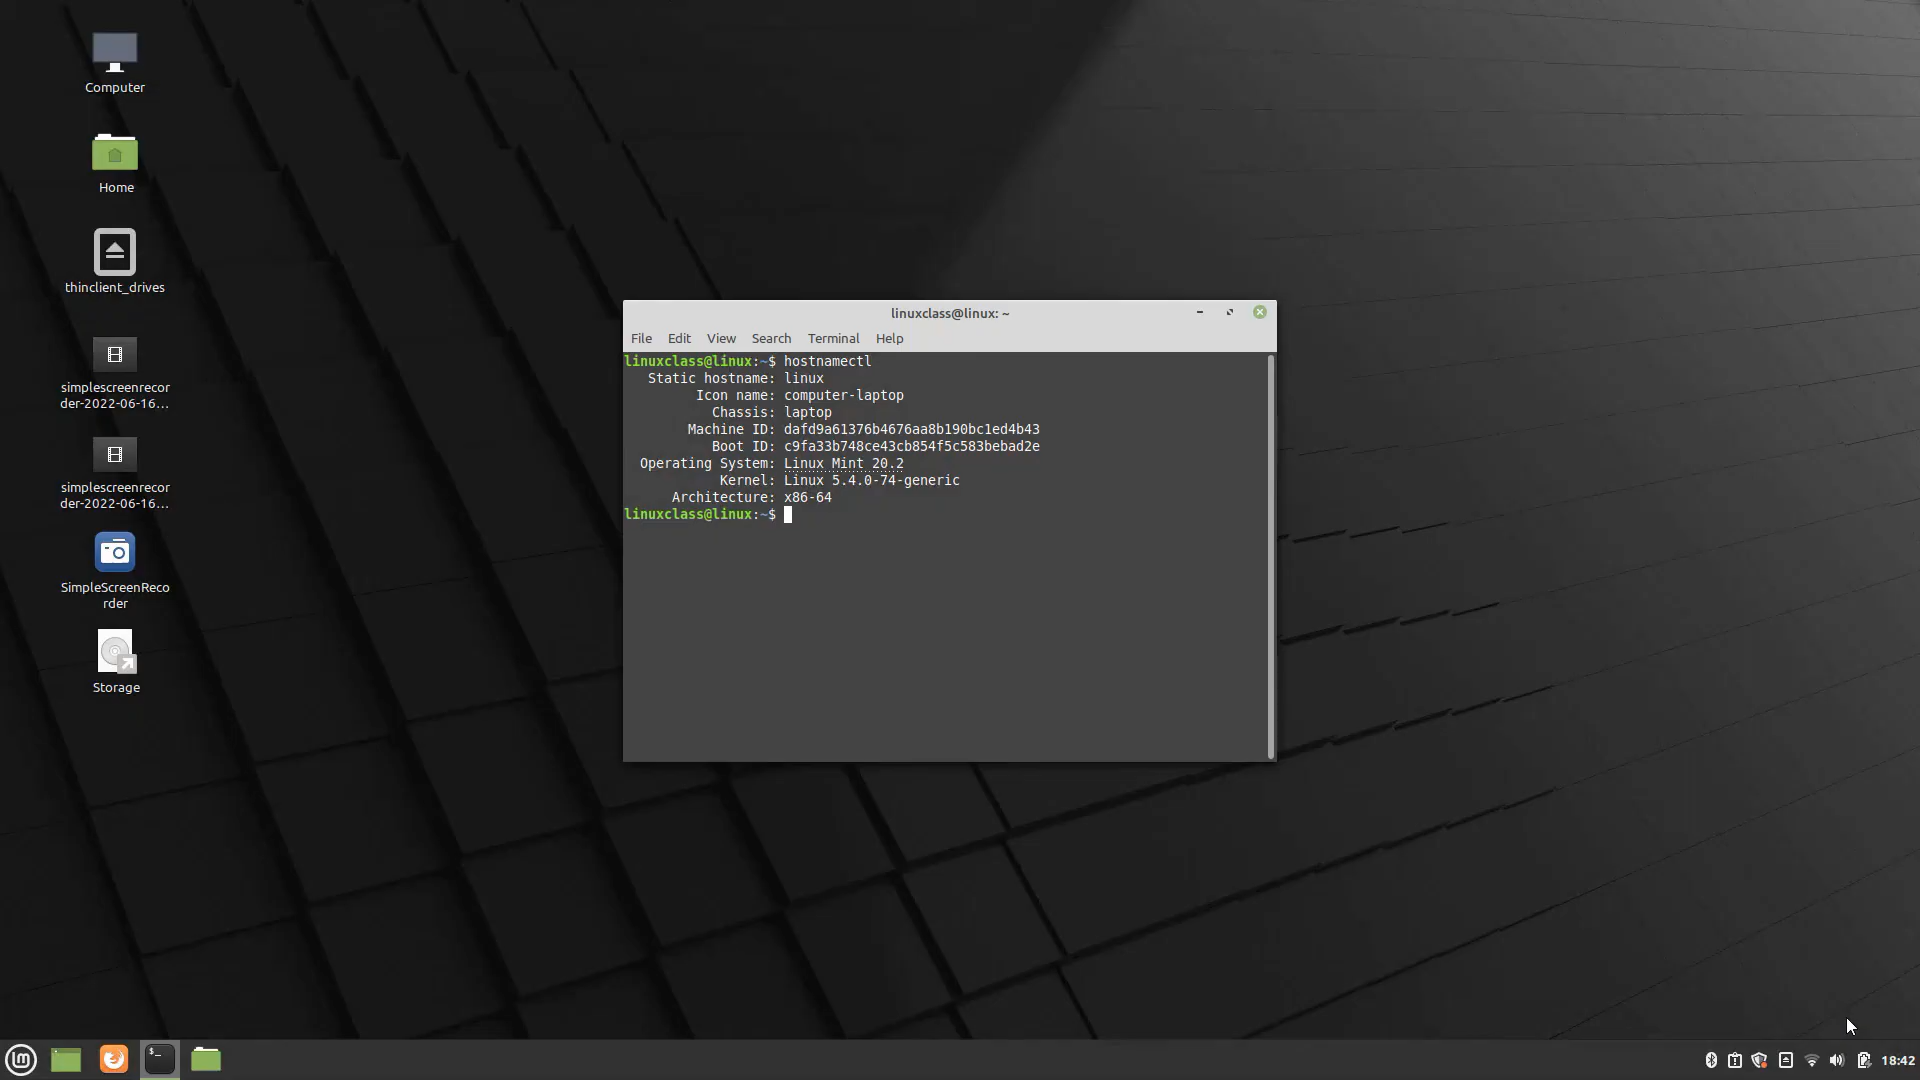 Computer
Home
thinclient_drives
simplescreenrecor
der-2022-06-16...
simplescreenrecor
der-2022-06-16...
SimpleScreenReco
rder
Storage
linuxclass@linux: ~
File Edit View Search Terminal Help
linuxclass@linux:~$ hostnamectl
Static hostname: linux
Icon name: computer-laptop
Chassis: laptop
Machine ID: dafd9a61376b4676aa8b190bc1ed4b43
Boot ID: c9fa33b748ce43cb854f5c583bebad2e
Operating System: Linux Mint 20.2
Kernel: Linux 5.4.0-74-generic
Architecture: x86-64
linuxclass@linux:~$
18:42